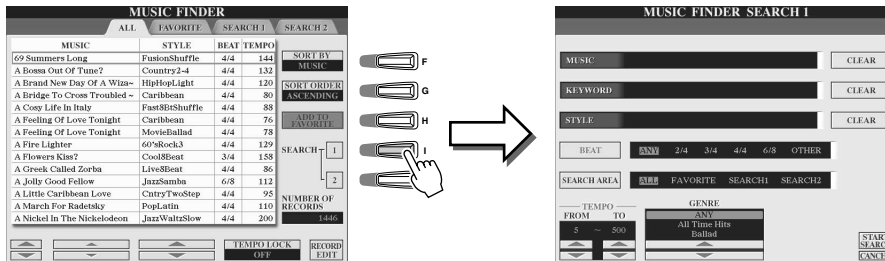 MUSIC FINDER
ALL FAVORITE SEARCH 1 SEARCH 2
MUSIC STYLE BEAT TEMPO
69 Summers Long FusionShuffle 4/4 144
A Bossa Out Of Tune? Country2-4 4/4 132
A Brand New Day Of A Wiza~ HipHopLight 4/4 120
A Bridge To Cross Troubled ~ Caribbean 4/4 80
A Cosy Life In Italy Fast8BtShuffle 4/4 88
A Feeling Of Love Tonight Caribbean 4/4 76
A Feeling Of Love Tonight MovieBallad 4/4 78
A Fire Lighter 60'sRock3 4/4 129
A Flowers Kiss? Cool8Beat 3/4 158
A Greek Called Zorba Live8Beat 4/4 86
A Jolly Good Fellow JazzSamba 6/8 112
A Little Caribbean Love CntryTwoStep 4/4 95
A March For Radetsky PopLatin 4/4 110
A Nickel In The Nickelodeon JazzWaltzSlow 4/4 200
SORT BY
MUSIC
SORT ORDER
ASCENDING
ADD TO
FAVORITE
SEARCH 1
2
NUMBER OF
RECORDS
1446
TEMPO LOCK
OFF
RECORD
EDIT
F
G
H
I
MUSIC FINDER SEARCH 1
MUSIC CLEAR
KEYWORD CLEAR
STYLE CLEAR
BEAT ANY 2/4 3/4 4/4 6/8 OTHER
SEARCH AREA ALL FAVORITE SEARCH1 SEARCH2
TEMPO
FROM TO
5 ~ 500
GENRE
ANY
All Time Hits
Ballad
START
SEARC
CANCE